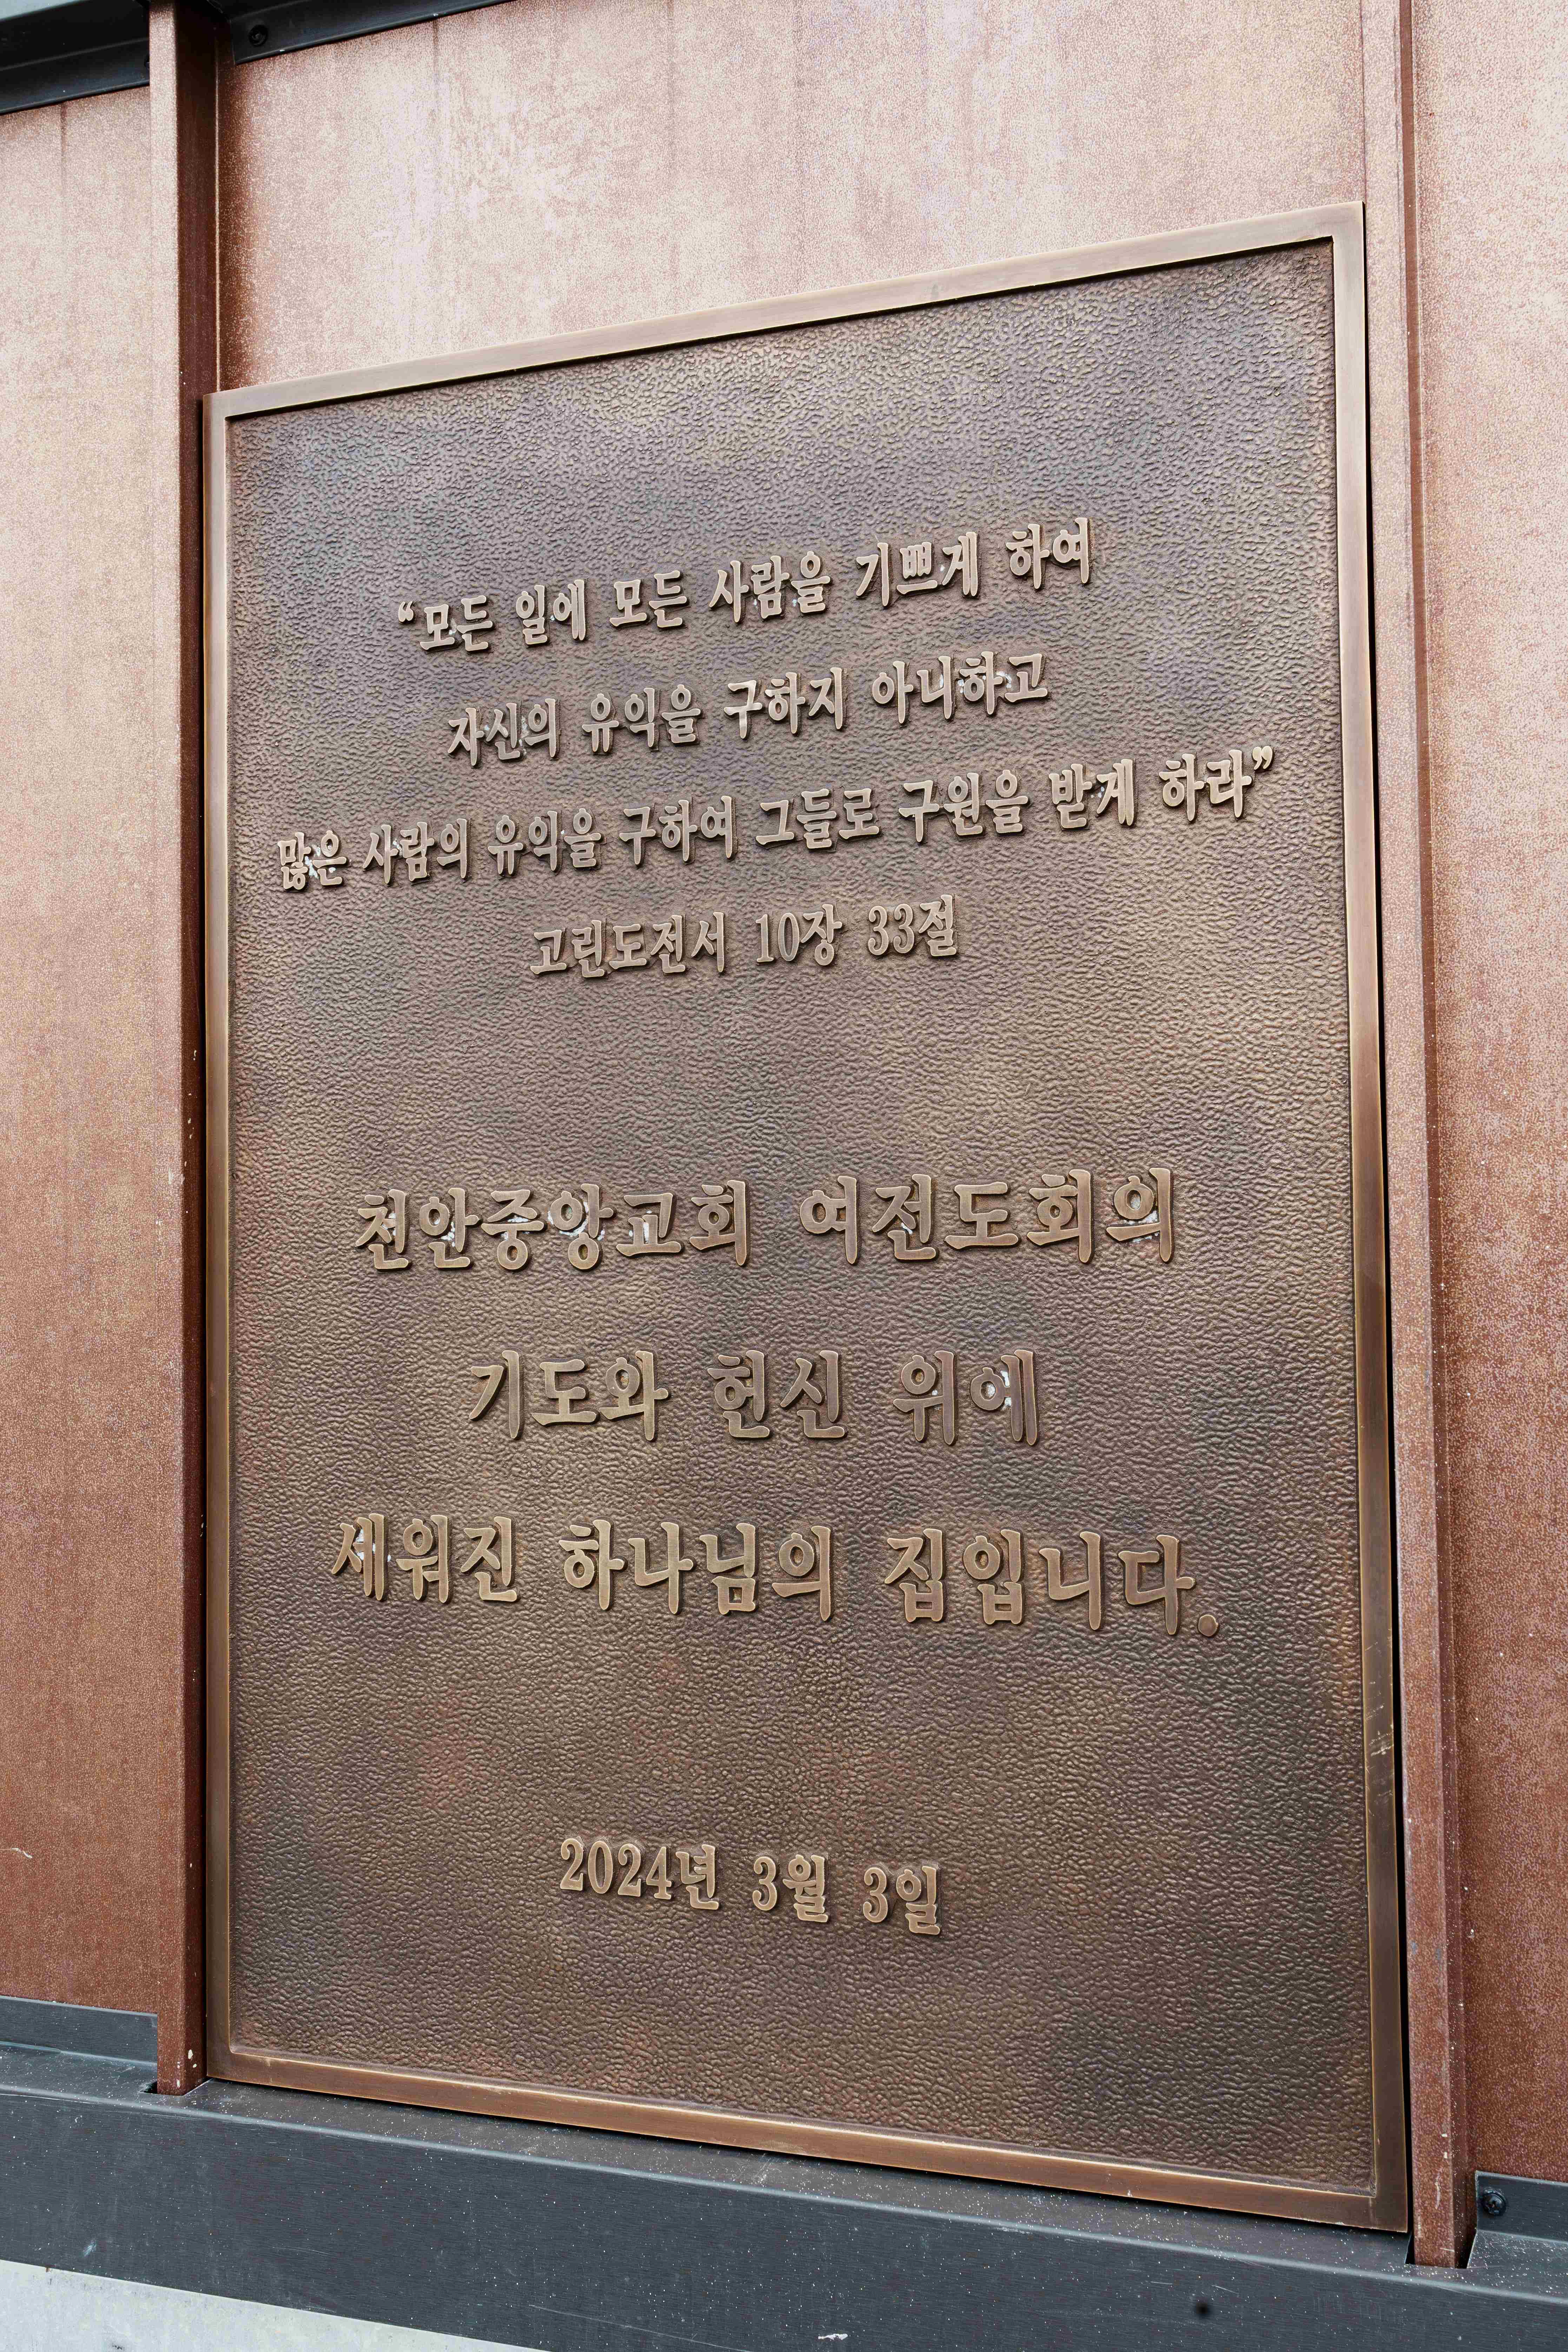 “모든 일에 모든 사람을 기쁘게 하여
자신의 유익을 구하지 아니하고
많은 사람의 유익을 구하여 그들로 구원을 받게 하라”
고린도전서 10장 33절
천안중앙교회 여전도회의
기도와 헌신 위에
세워진 하나님의 집입니다.
2024년 3월 3일